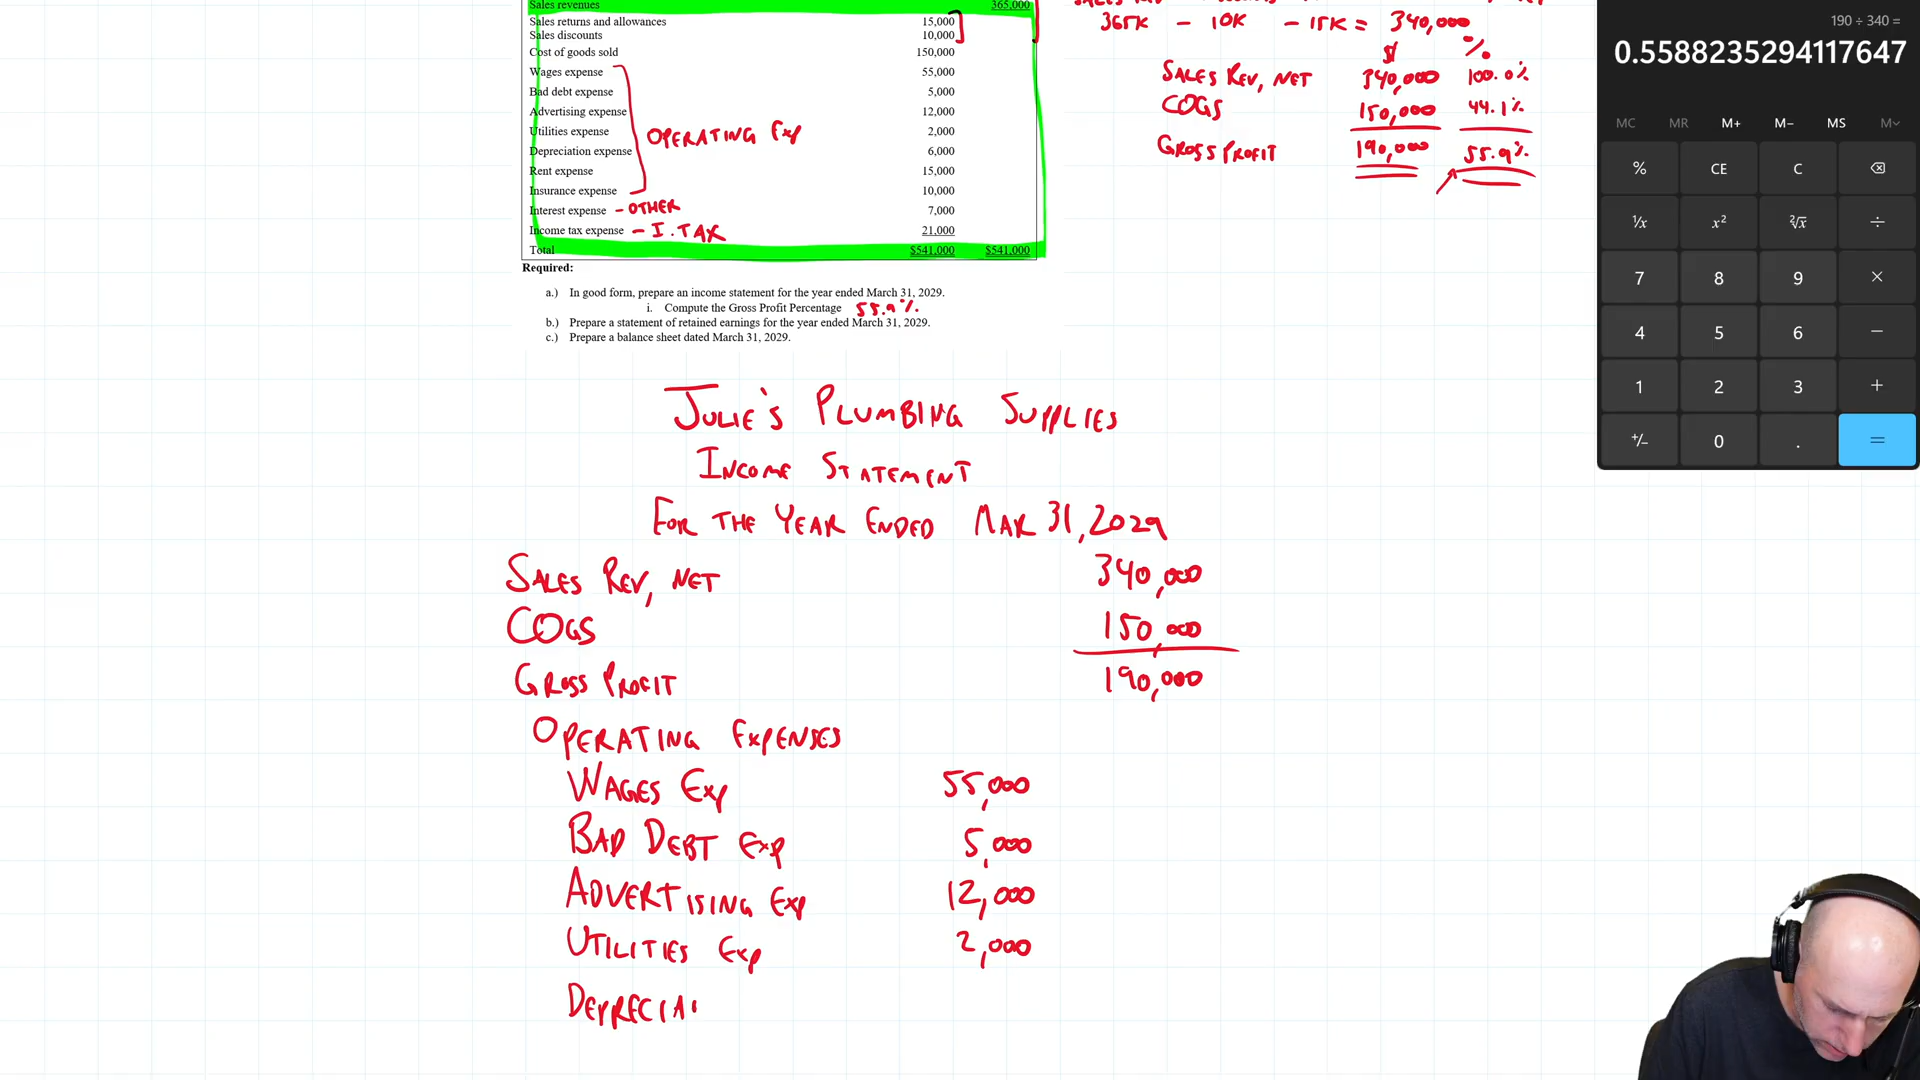 Sales revenues 365,000
Sales returns and allowances 15,000
Sales discounts 10,000
Cost of goods sold 150,000
Wages expense 55,000
Bad debt expense 5,000
Advertising expense 12,000
Utilities expense 2,000
Depreciation expense 6,000
Rent expense 15,000
Insurance expense 10,000
OPERATING EXP
Interest expense - OTHER 7,000
Income tax expense - I.TAX 21,000
Total $541,000 $541,000
Required:
a.) In good form, prepare an income statement for the year ended March 31, 2029.
i. Compute the Gross Profit Percentage 55.9%
b.) Prepare a statement of retained earnings for the year ended March 31, 2029.
c.) Prepare a balance sheet dated March 31, 2029.
365K - 10K - 15K = 340,000
$ %
SALES REV, NET 340,000 100.0%
COGS 150,000 44.1%
GROSS PROFIT 190,000 55.9%
190 ÷ 340 =
0.5588235294117647
MC MR M+ M− MS M
% CE C
¹/x x² ²√x ÷
7 8 9 ×
4 5 6 −
1 2 3 +
+/− 0 . =
JULIE'S PLUMBING SUPPLIES
INCOME STATEMENT
FOR THE YEAR ENDED MAR 31, 2029
SALES REV, NET 340,000
COGS 150,000
GROSS PROFIT 190,000
OPERATING EXPENSES
WAGES EXP 55,000
BAD DEBT EXP 5,000
ADVERTISING EXP 12,000
UTILITIES EXP 2,000
DEPRECIA